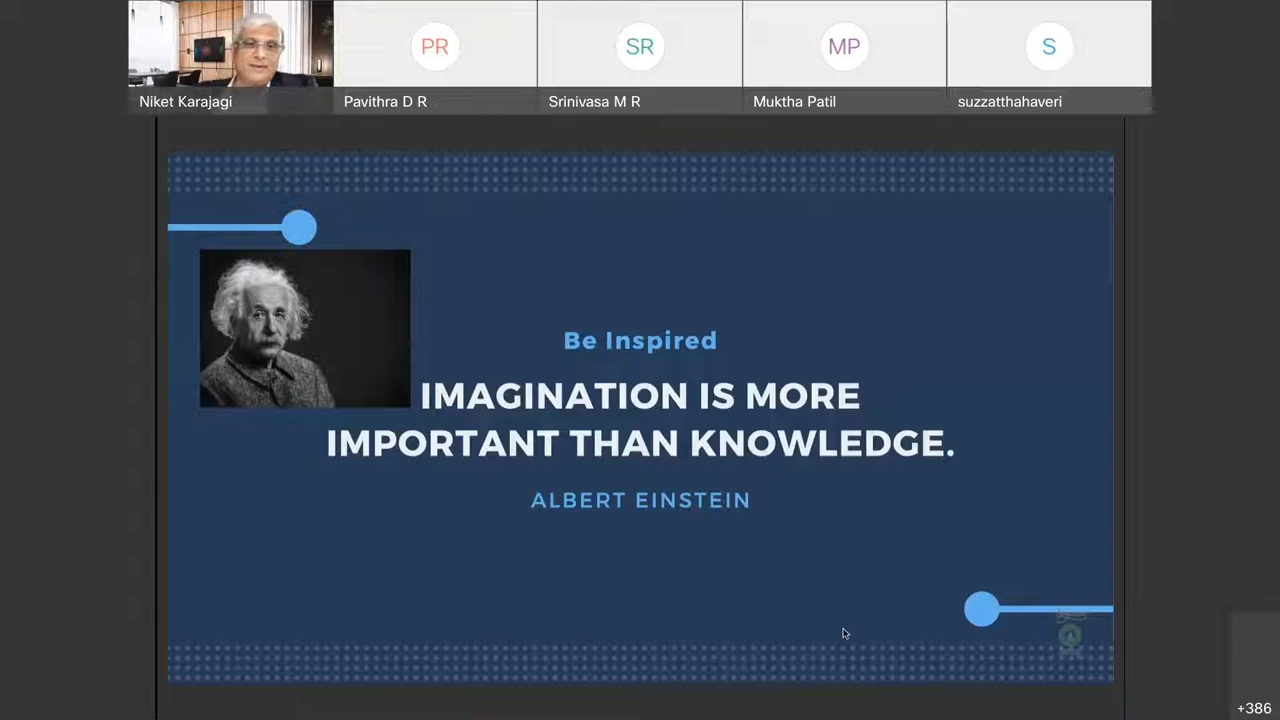 PR
SR
MP
S
Niket Karajagi
Pavithra D R
Srinivasa M R
Muktha Patil
suzzatthahaveri
Be Inspired
IMAGINATION IS MORE
IMPORTANT THAN KNOWLEDGE.
ALBERT EINSTEIN
+386